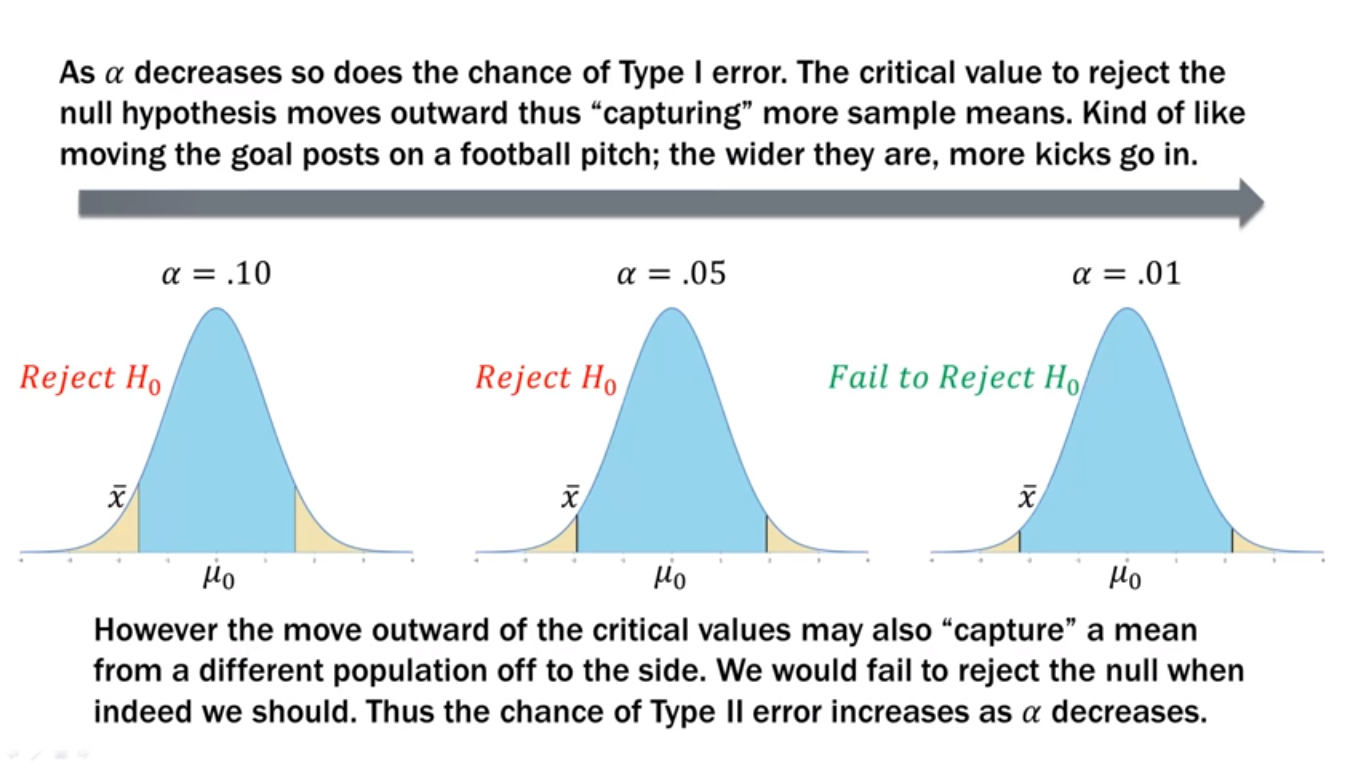 As α decreases so does the chance of Type I error. The critical value to reject the
null hypothesis moves outward thus “capturing” more sample means. Kind of like
moving the goal posts on a football pitch; the wider they are, more kicks go in.
α = .10
α = .05
α = .01
Reject H₀
Reject H₀
Fail to Reject H₀
x̄
x̄
x̄
μ₀
μ₀
μ₀
However the move outward of the critical values may also “capture” a mean
from a different population off to the side. We would fail to reject the null when
indeed we should. Thus the chance of Type II error increases as α decreases.